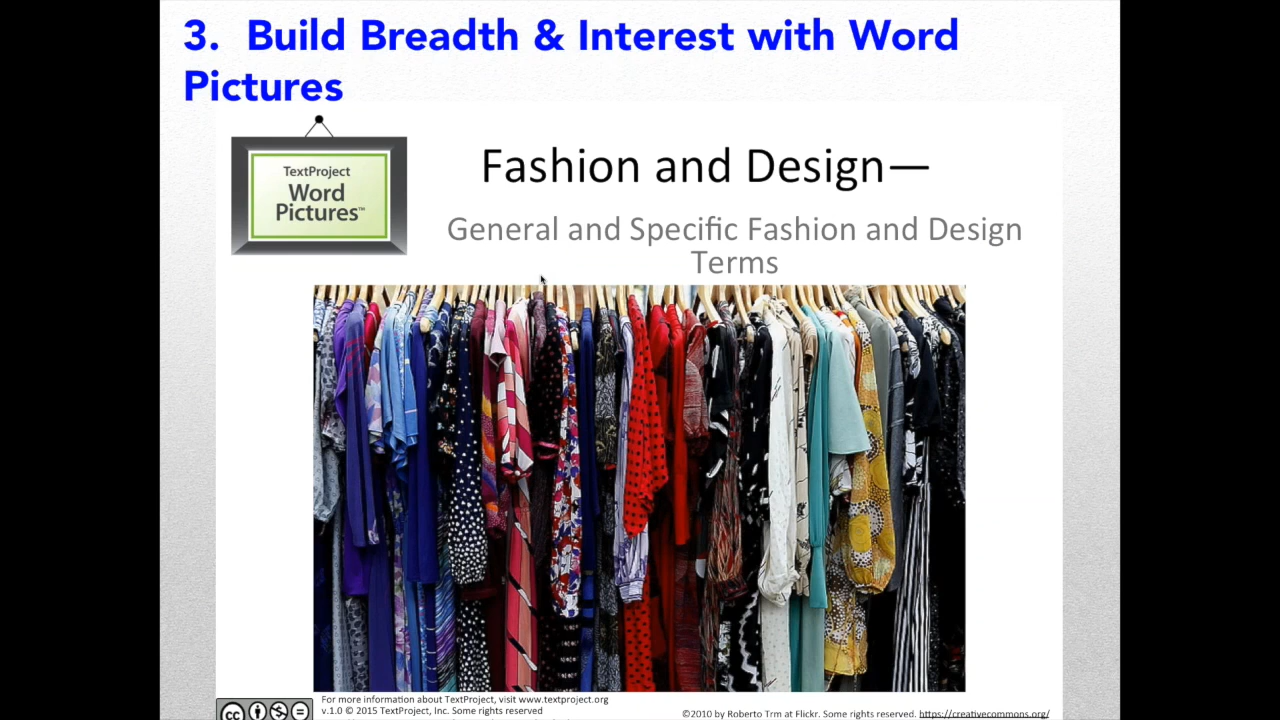 3. Build Breadth & Interest with Word
Pictures
TextProject
Word
Pictures™
Fashion and Design—
General and Specific Fashion and Design
Terms
For more information about TextProject, visit www.textproject.org
v.1.0 © 2015 TextProject, Inc. Some rights reserved
©2010 by Roberto Trm at Flickr. Some rights reserved. https://creativecommons.org/
cc